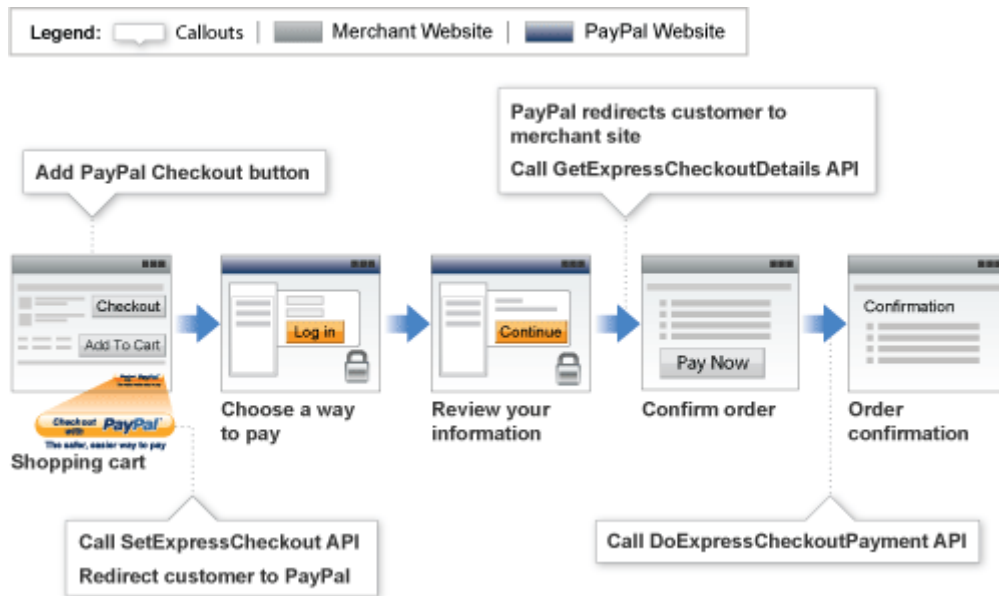 Legend: Callouts | Merchant Website | PayPal Website
PayPal redirects customer to
merchant site
Call GetExpressCheckoutDetails API
Add PayPal Checkout button
Checkout
Add To Cart
Log in
Continue
Pay Now
Confirmation
Checkout
with PayPal
The safer, easier way to pay
Shopping cart
Choose a way
to pay
Review your
information
Confirm order
Order
confirmation
Call SetExpressCheckout API
Redirect customer to PayPal
Call DoExpressCheckoutPayment API